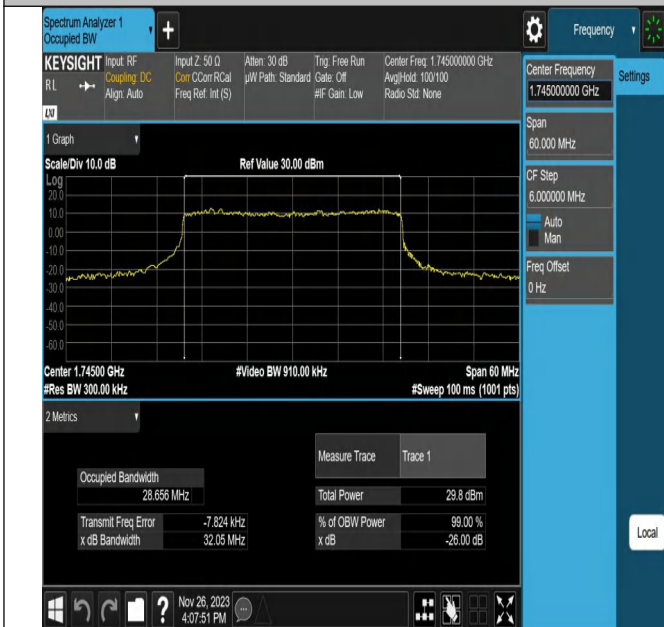 Spectrum Analyzer 1
Occupied BW
+
Frequency
KEYSIGHT
RL
LXI
Input: RF
Coupling: DC
Align: Auto
Input Z: 50 Ω
Corr CCorr RCal
Freq Ref: Int (S)
Atten: 30 dB
µW Path: Standard
Trig: Free Run
Gate: Off
#IF Gain: Low
Center Freq: 1.745000000 GHz
Avg|Hold: 100/100
Radio Std: None
Center Frequency
1.745000000 GHz
Settings
Span
60.000 MHz
CF Step
6.000000 MHz
Auto
Man
Freq Offset
0 Hz
Local
1 Graph
Scale/Div 10.0 dB
Ref Value 30.00 dBm
Log
20.0
10.0
0.00
-10.0
-20.0
-30.0
-40.0
-50.0
-60.0
Center 1.74500 GHz
#Video BW 910.00 kHz
Span 60 MHz
#Res BW 300.00 kHz
#Sweep 100 ms (1001 pts)
2 Metrics
Measure Trace
Trace 1
Occupied Bandwidth
28.656 MHz
Total Power
29.8 dBm
Transmit Freq Error
-7.824 kHz
% of OBW Power
99.00 %
x dB Bandwidth
32.05 MHz
x dB
-26.00 dB
?
Nov 26, 2023
4:07:51 PM